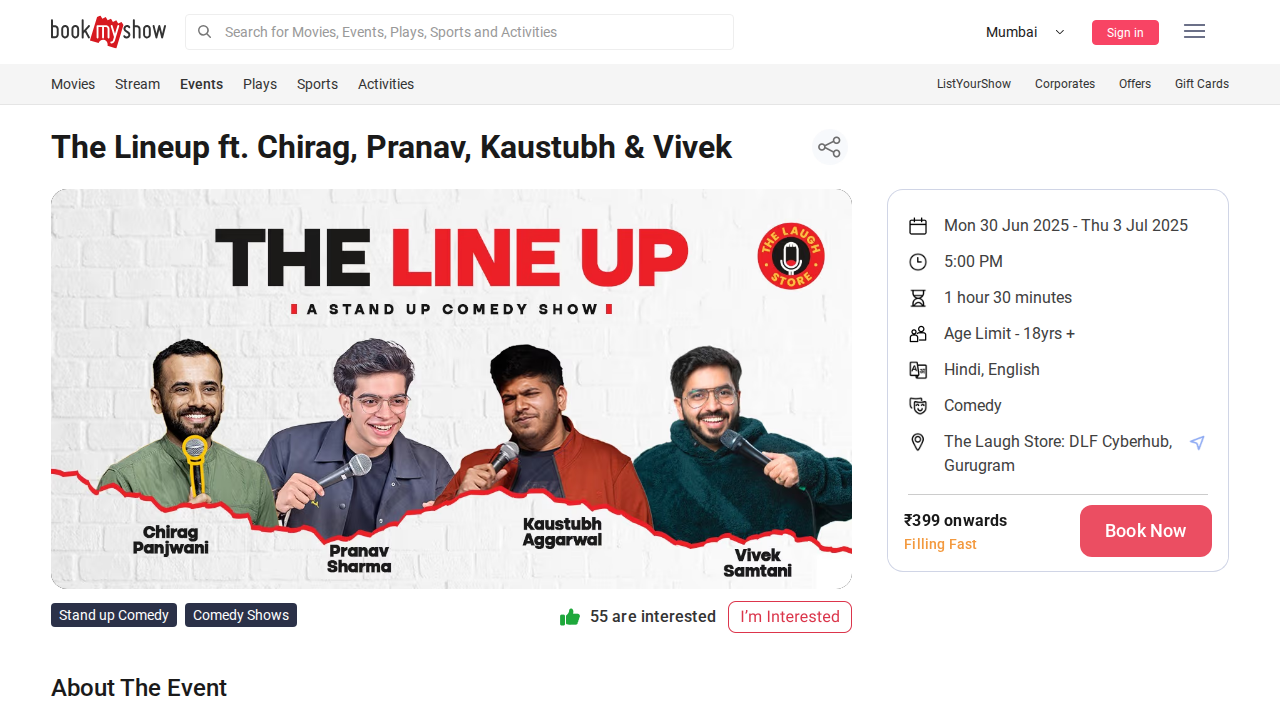 bookmyshow
Search for Movies, Events, Plays, Sports and Activities
Mumbai
Sign in
Movies Stream Events Plays Sports Activities
ListYourShow Corporates Offers Gift Cards
The Lineup ft. Chirag, Pranav, Kaustubh & Vivek
THE LINE UP
A STAND UP COMEDY SHOW
THE LAUGH STORE
Chirag
Panjwani
Pranav
Sharma
Kaustubh
Aggarwal
Vivek
Samtani
Mon 30 Jun 2025 - Thu 3 Jul 2025
5:00 PM
1 hour 30 minutes
Age Limit - 18yrs +
Hindi, English
Comedy
The Laugh Store: DLF Cyberhub,
Gurugram
₹399 onwards
Filling Fast
Book Now
Stand up Comedy Comedy Shows
55 are interested
I'm Interested
About The Event